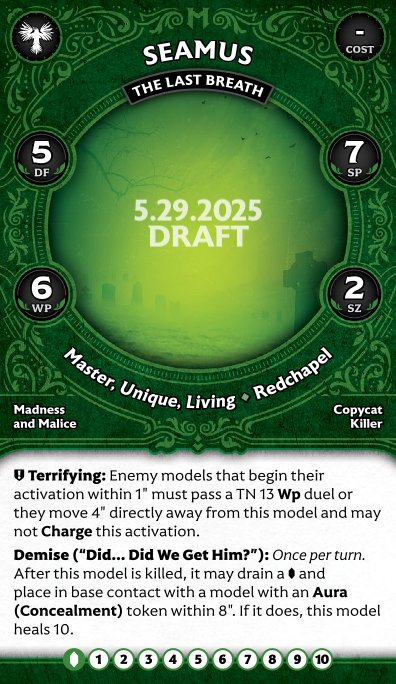 -
COST
SEAMUS
THE LAST BREATH
5
DF
7
SP
5.29.2025
DRAFT
6
WP
2
SZ
Master, Unique, Living ♦ Redchapel
Madness
and Malice
Copycat
Killer
Terrifying: Enemy models that begin their
activation within 1" must pass a TN 13 Wp duel or
they move 4" directly away from this model and may
not Charge this activation.
Demise (“Did... Did We Get Him?”): Once per turn.
After this model is killed, it may drain a and
place in base contact with a model with an Aura
(Concealment) token within 8". If it does, this model
heals 10.
1 2 3 4 5 6 7 8 9 10